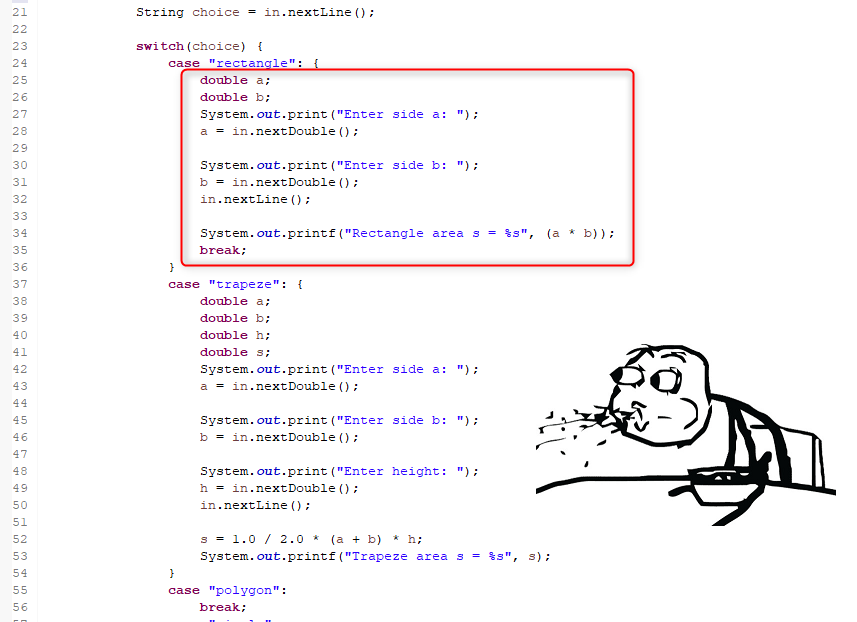 21 String choice = in.nextLine();
22
23 switch(choice) {
24 case "rectangle": {
25 double a;
26 double b;
27 System.out.print("Enter side a: ");
28 a = in.nextDouble();
29
30 System.out.print("Enter side b: ");
31 b = in.nextDouble();
32 in.nextLine();
33
34 System.out.printf("Rectangle area s = %s", (a * b));
35 break;
36 }
37 case "trapeze": {
38 double a;
39 double b;
40 double h;
41 double s;
42 System.out.print("Enter side a: ");
43 a = in.nextDouble();
44
45 System.out.print("Enter side b: ");
46 b = in.nextDouble();
47
48 System.out.print("Enter height: ");
49 h = in.nextDouble();
50 in.nextLine();
51
52 s = 1.0 / 2.0 * (a + b) * h;
53 System.out.printf("Trapeze area s = %s", s);
54 }
55 case "polygon":
56 break;